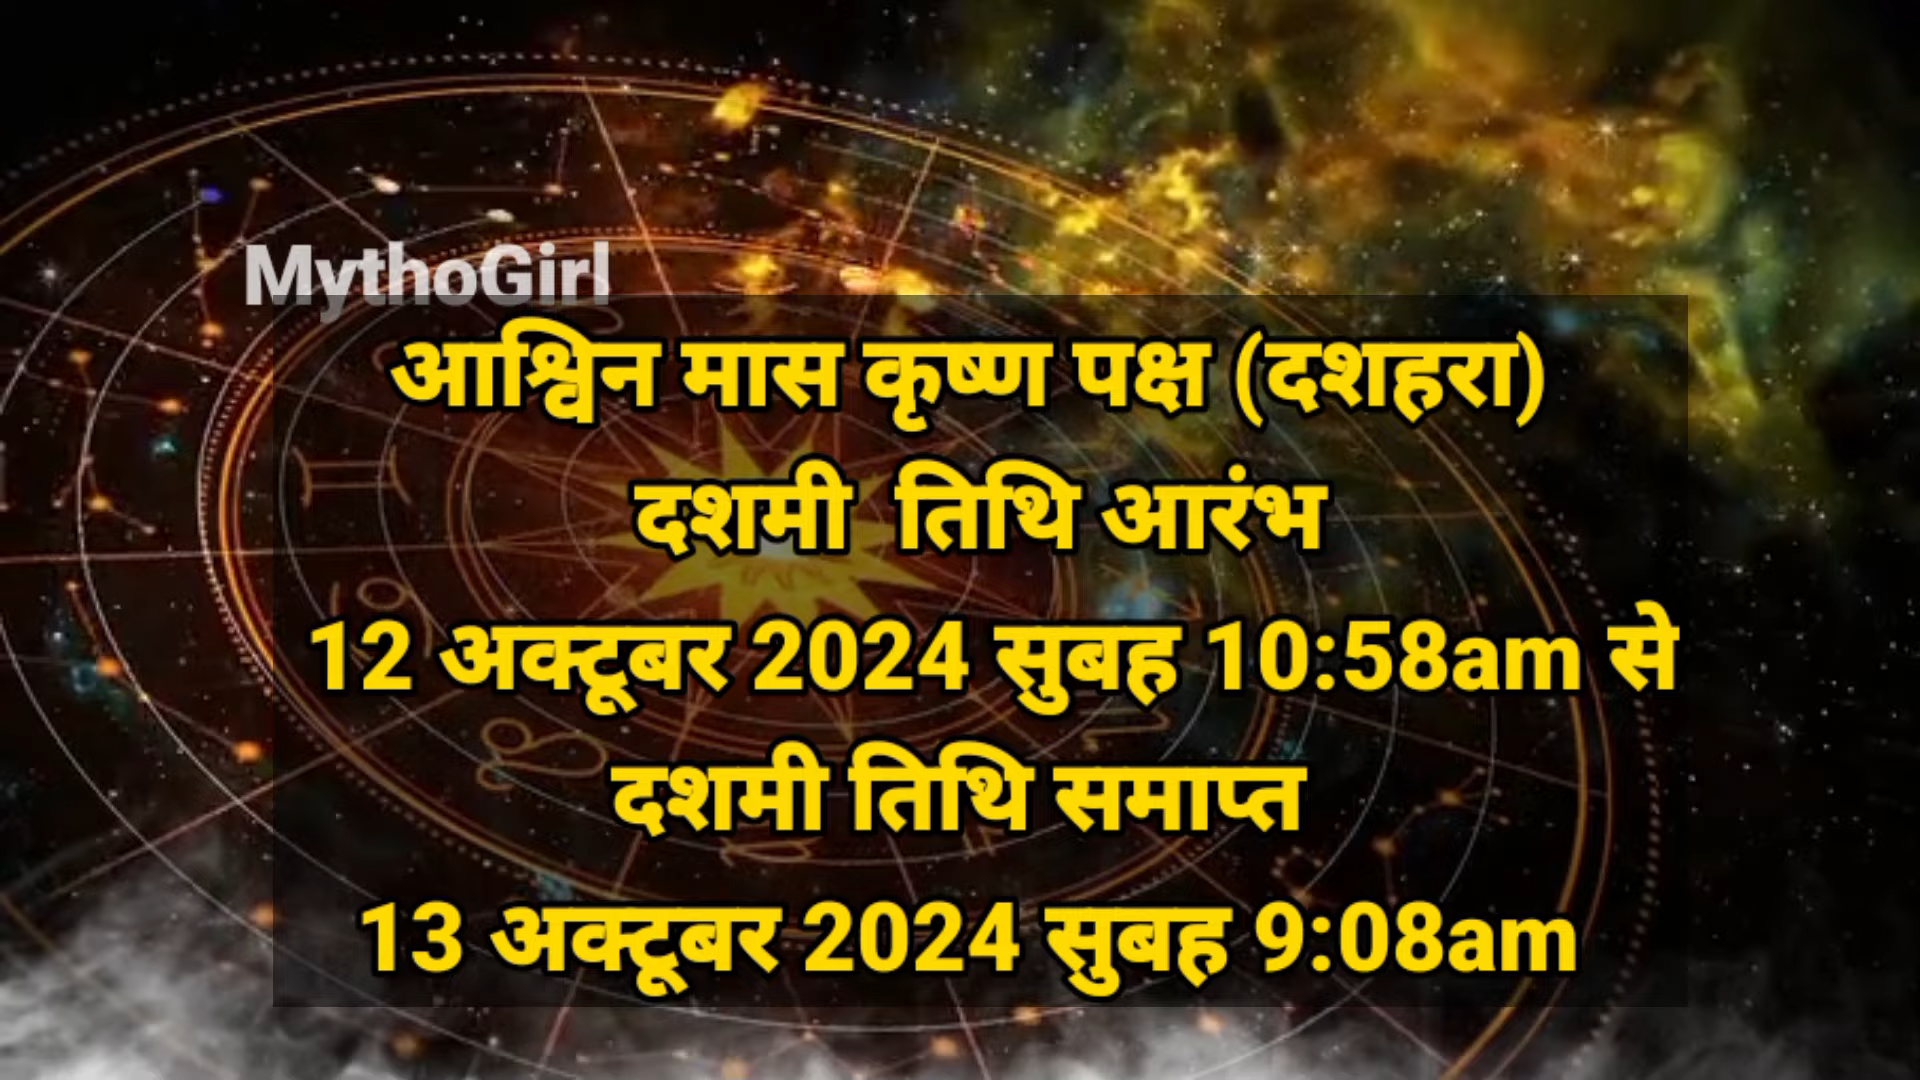 MythoGirl
आश्विन मास कृष्ण पक्ष (दशहरा)
दशमी तिथि आरंभ
12 अक्टूबर 2024 सुबह 10:58am से
दशमी तिथि समाप्त
13 अक्टूबर 2024 सुबह 9:08am